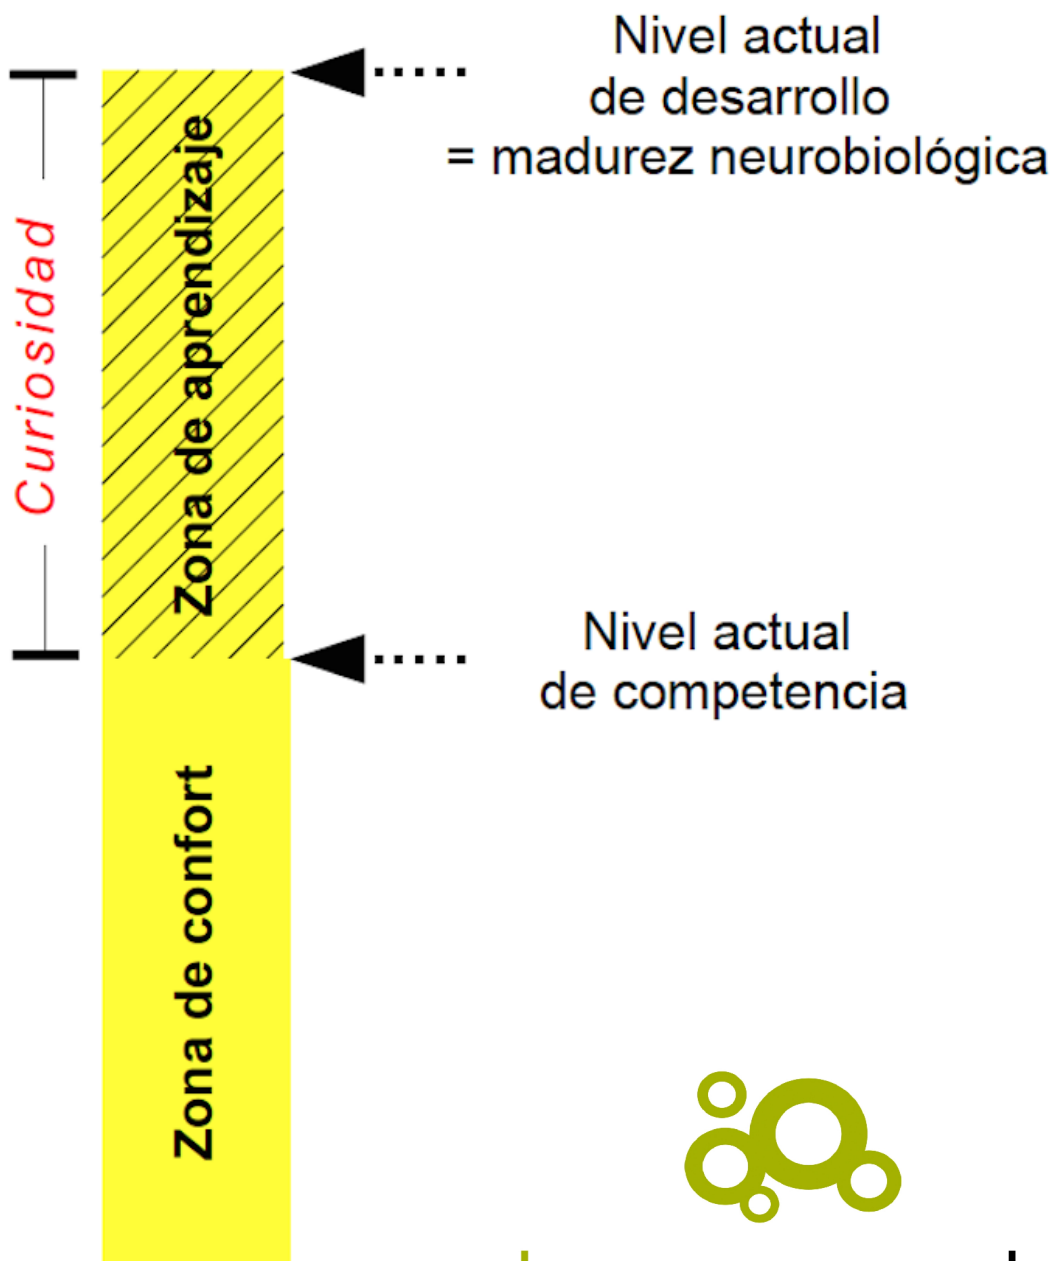 Nivel actual
de desarrollo
= madurez neurobiológica
Curiosidad
Zona de aprendizaje
Nivel actual
de competencia
Zona de confort